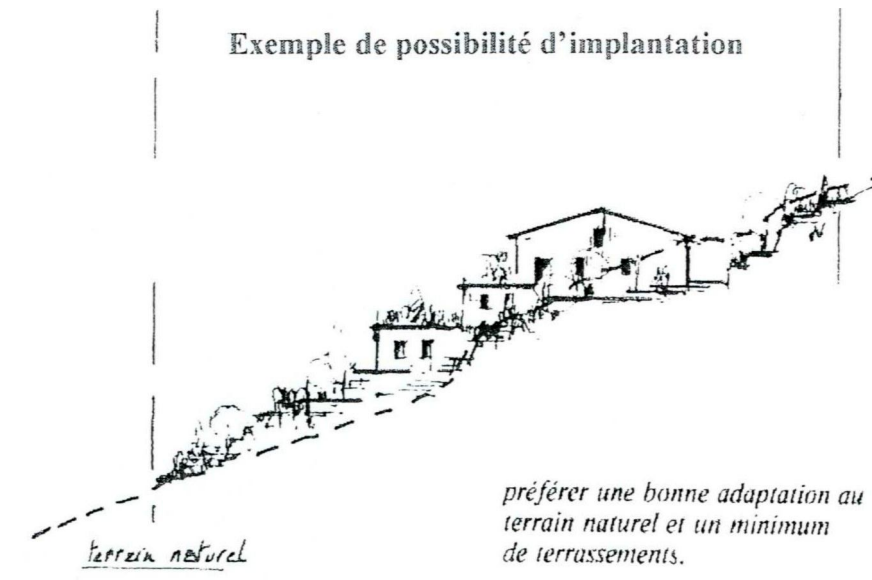 Exemple de possibilité d'implantation
préférer une bonne adaptation au
terrain naturel et un minimum
de terrassements.
terrain naturel